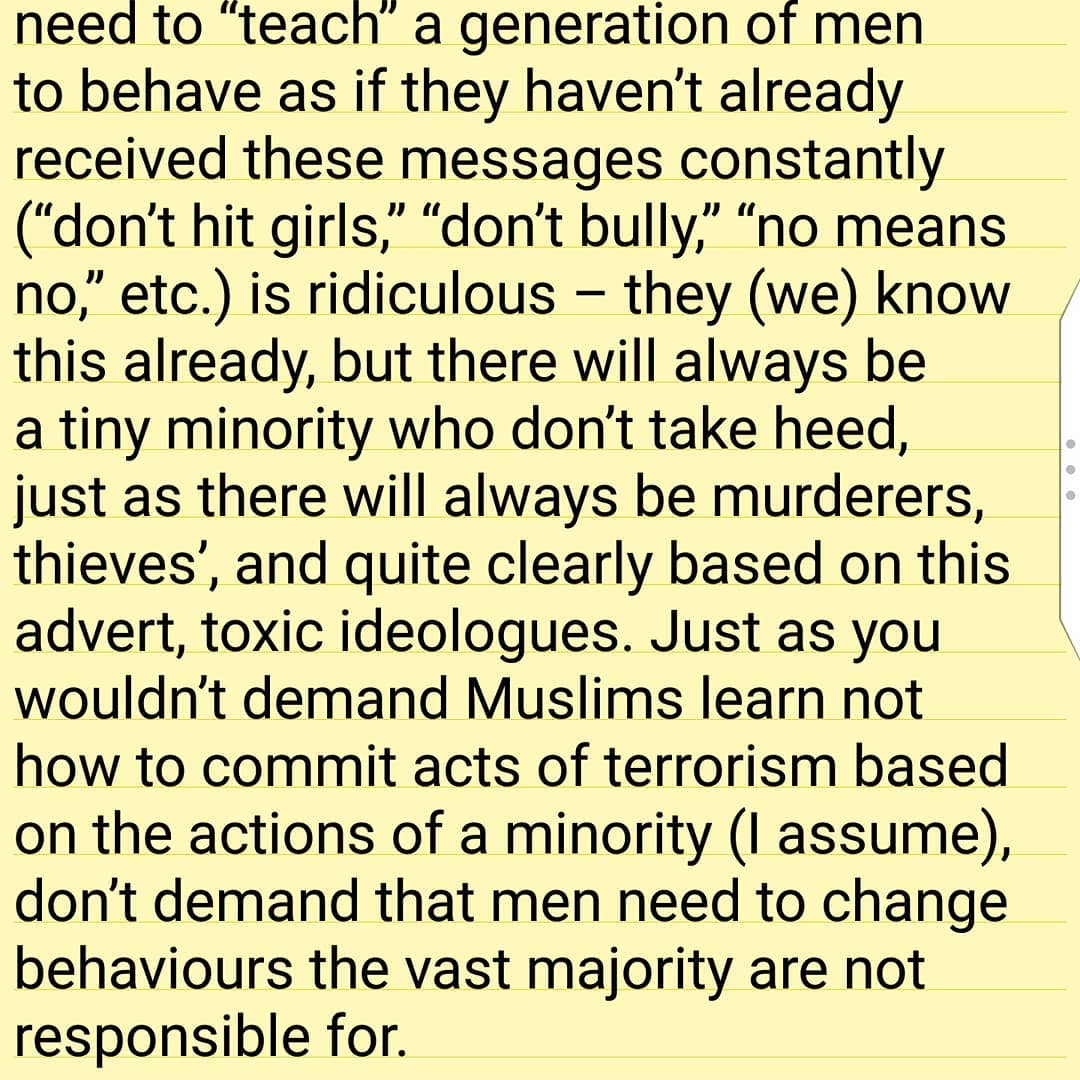 need to “teach” a generation of men
to behave as if they haven’t already
received these messages constantly
(“don’t hit girls,” “don’t bully,” “no means
no,” etc.) is ridiculous – they (we) know
this already, but there will always be
a tiny minority who don’t take heed,
just as there will always be murderers,
thieves’, and quite clearly based on this
advert, toxic ideologues. Just as you
wouldn’t demand Muslims learn not
how to commit acts of terrorism based
on the actions of a minority (I assume),
don’t demand that men need to change
behaviours the vast majority are not
responsible for.